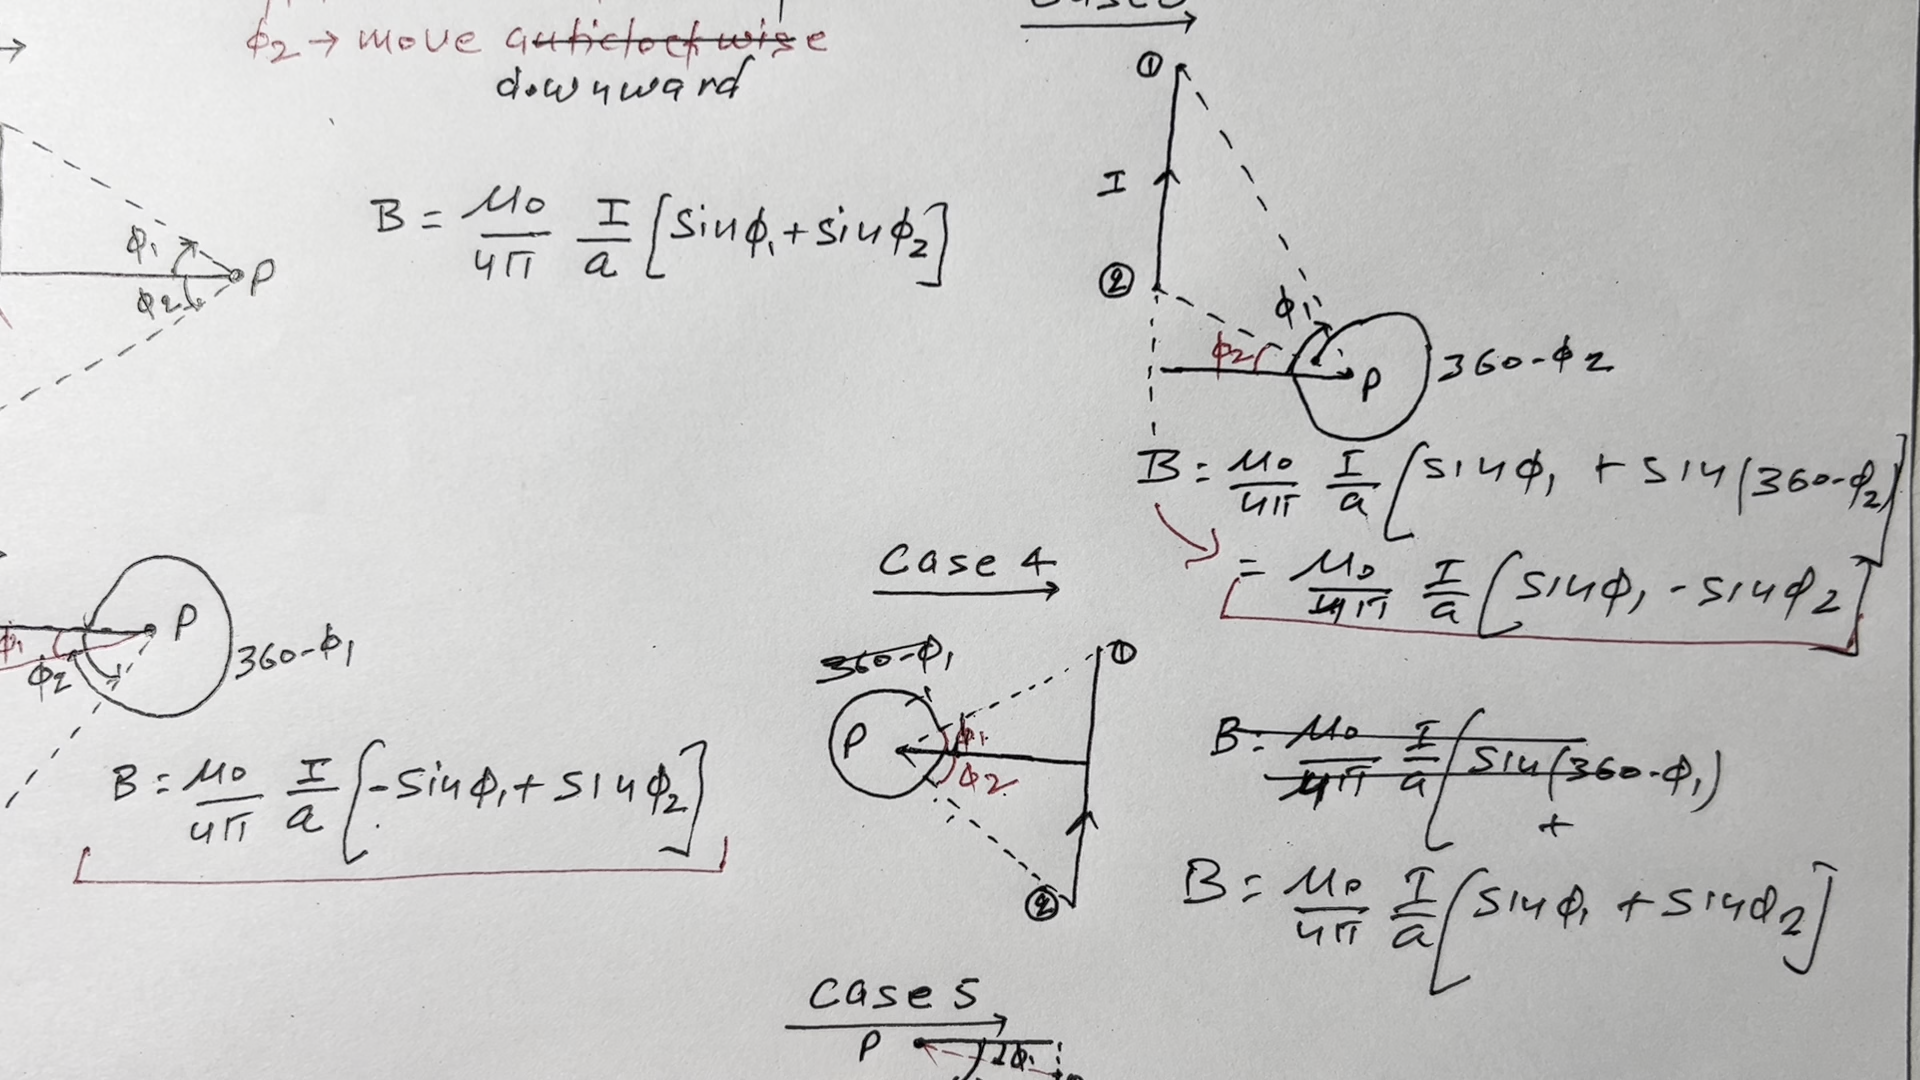 ϕ2 → move anticlockwise
downward
ϕ1
ϕ2
P
B = μ0/4π I/a [sinϕ1 + sinϕ2]
①
I
②
ϕ1
ϕ2
P
360-ϕ2
B = μ0/4π I/a [sinϕ1 + sin(360-ϕ2)]
= μ0/4π I/a [sinϕ1 - sinϕ2]
ϕ1
ϕ2
P
360-ϕ1
B = μ0/4π I/a [-sinϕ1 + sinϕ2]
Case 4
360-ϕ1
①
P
ϕ1
ϕ2
②
B = μ0/4π I/a [sin(360-ϕ1)
+
B = μ0/4π I/a [sinϕ1 + sinϕ2]
Case 5
P